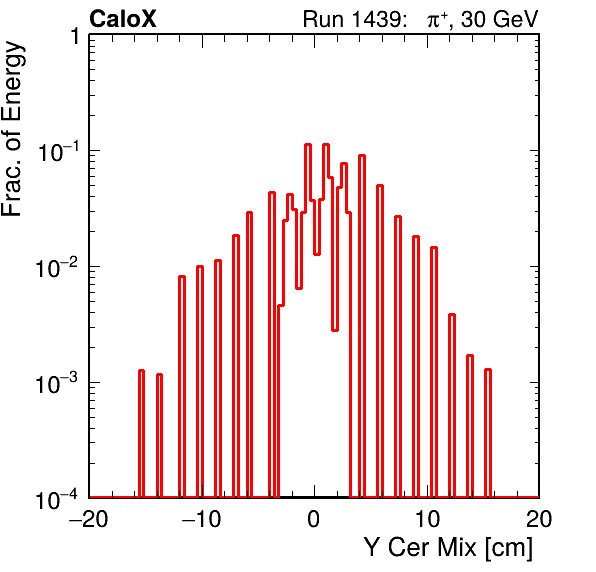 CaloX Run 1439: π⁺, 30 GeV
Frac. of Energy
1
10⁻¹
10⁻²
10⁻³
10⁻⁴
−20 −10 0 10 20
Y Cer Mix [cm]